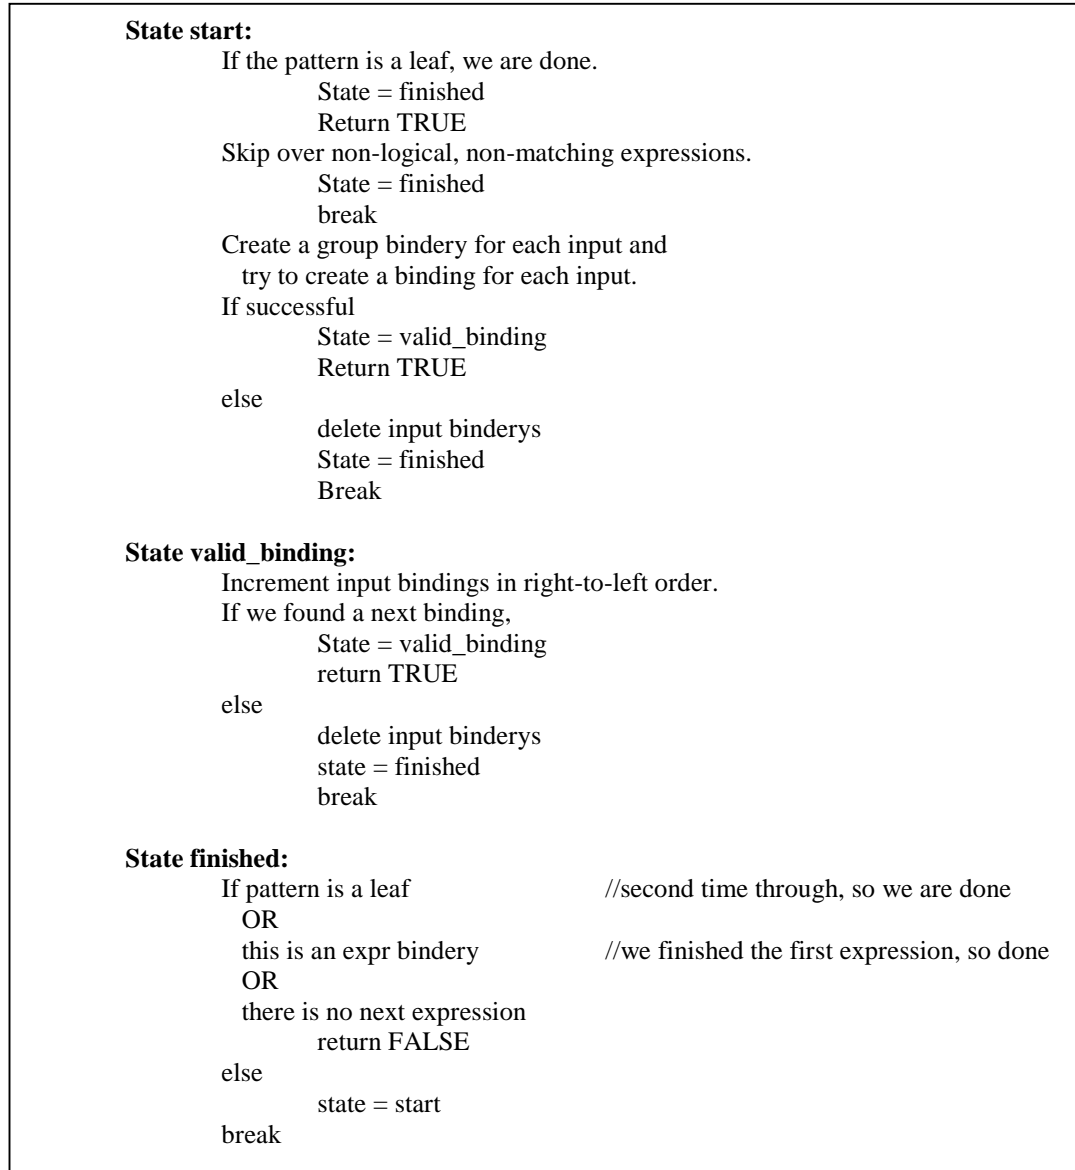 State start:
If the pattern is a leaf, we are done.
State = finished
Return TRUE
Skip over non-logical, non-matching expressions.
State = finished
break
Create a group bindery for each input and
try to create a binding for each input.
If successful
State = valid_binding
Return TRUE
else
delete input binderys
State = finished
Break
State valid_binding:
Increment input bindings in right-to-left order.
If we found a next binding,
State = valid_binding
return TRUE
else
delete input binderys
state = finished
break
State finished:
If pattern is a leaf //second time through, so we are done
OR
this is an expr bindery //we finished the first expression, so done
OR
there is no next expression
return FALSE
else
state = start
break